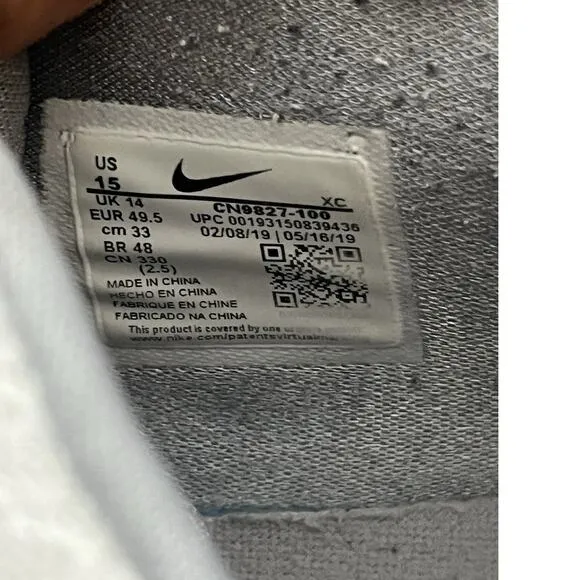 US
15
XC
UK 14
CN9827-100
EUR 49.5
UPC 00193150839436
cm 33
02/08/19 | 05/16/19
BR 48
CN 330
(2.5)
MADE IN CHINA
HECHO EN CHINA
FABRIQUE EN CHINE
FABRICADO NA CHINA
This product is covered by one
www.nike.com/patentsvirtual